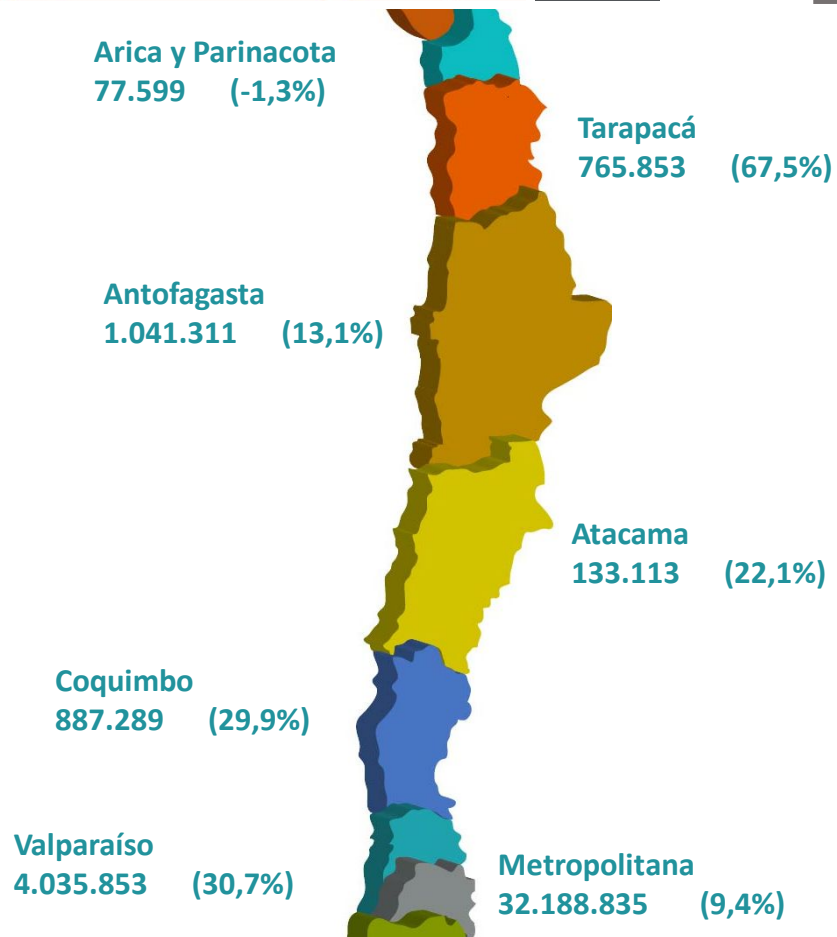 Arica y Parinacota
77.599 (-1,3%)
Tarapacá
765.853 (67,5%)
Antofagasta
1.041.311 (13,1%)
Atacama
133.113 (22,1%)
Coquimbo
887.289 (29,9%)
Valparaíso
4.035.853 (30,7%)
Metropolitana
32.188.835 (9,4%)